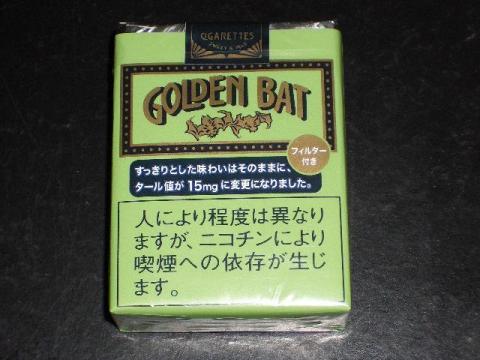 CIGARETTES
SWEET & MILD
GOLDEN BAT
フィルター
付き
すっきりとした味わいはそのままに、
タール値が15mgに変更になりました。
人により程度は異なり
ますが、ニコチンにより
喫煙への依存が生じ
ます。